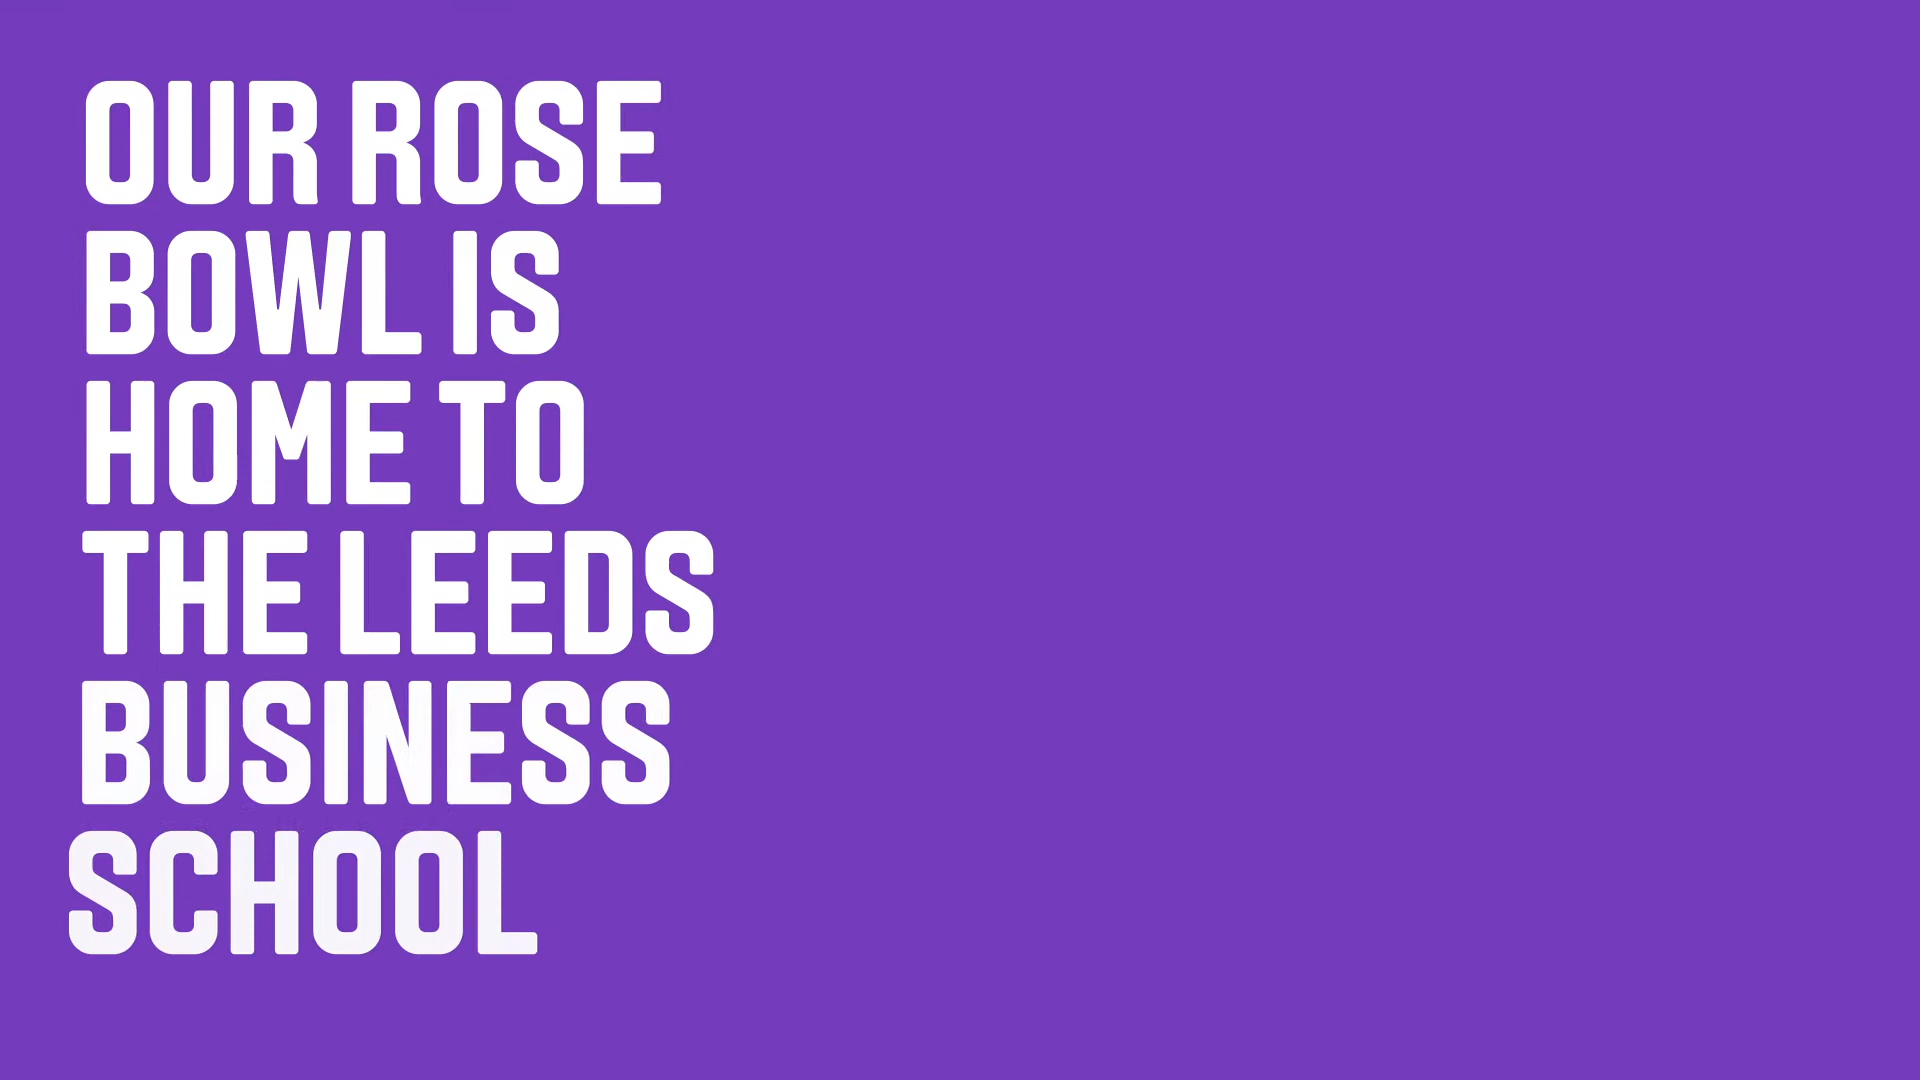 OUR ROSE
BOWL IS
HOME TO
THE LEEDS
BUSINESS
SCHOOL